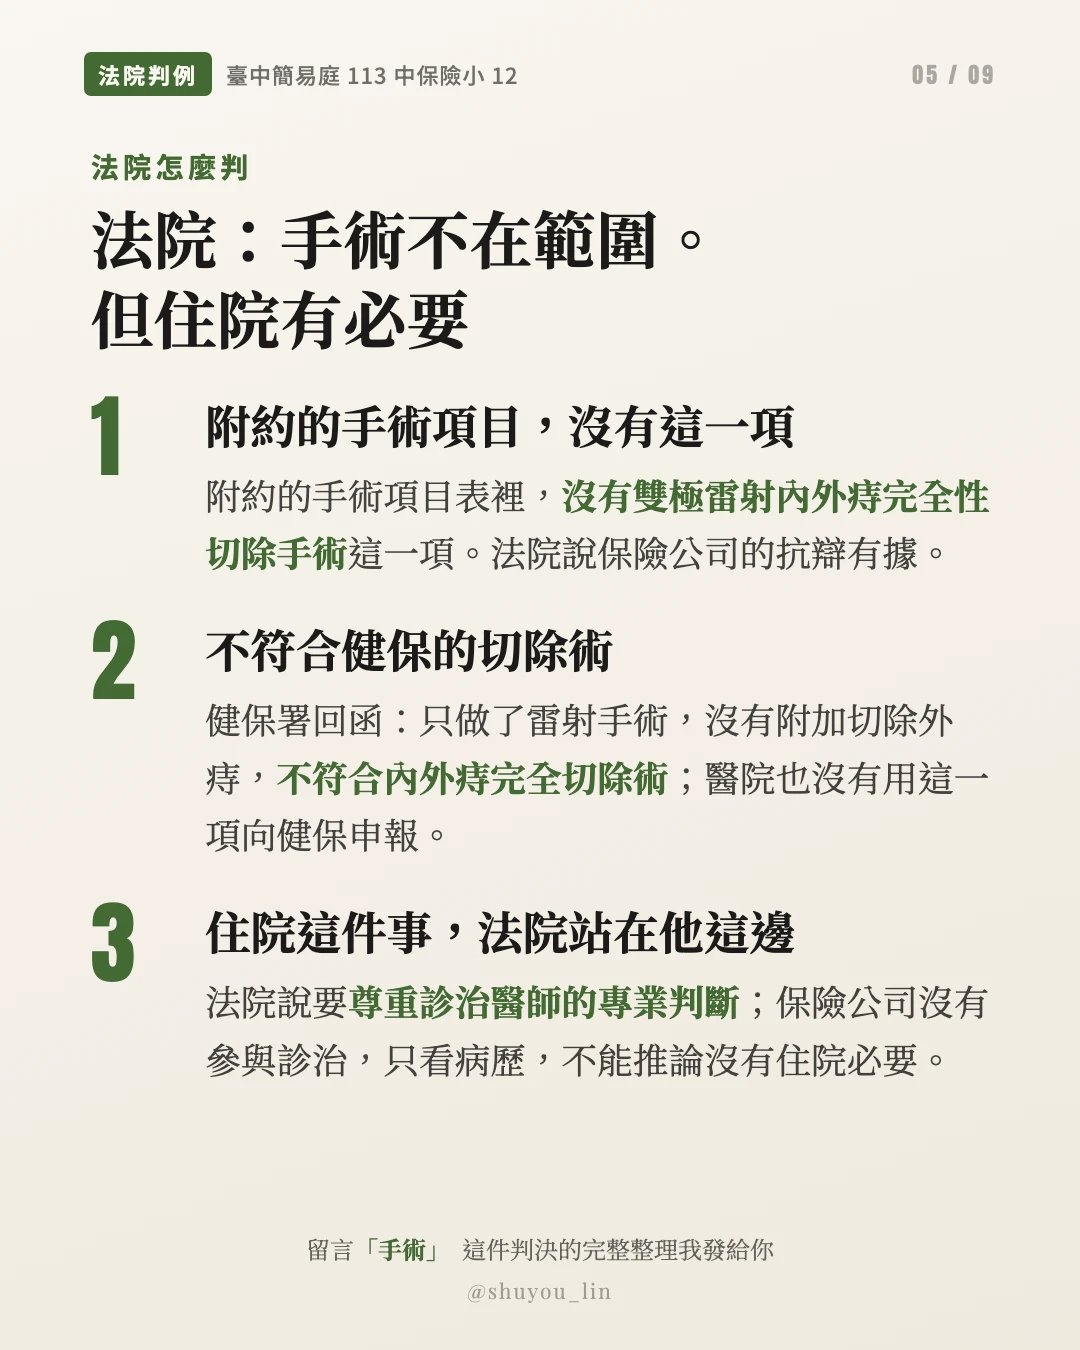 法院判例 臺中簡易庭 113 中保險小 12
05 / 09
法院怎麼判
法院：手術不在範圍。
但住院有必要
1
附約的手術項目，沒有這一項
附約的手術項目表裡，沒有雙極雷射內外痔完全性
切除手術這一項。法院說保險公司的抗辯有據。
2
不符合健保的切除術
健保署回函：只做了雷射手術，沒有附加切除外
痔，不符合內外痔完全切除術；醫院也沒有用這一
項向健保申報。
3
住院這件事，法院站在他這邊
法院說要尊重診治醫師的專業判斷；保險公司沒有
參與診治，只看病歷，不能推論沒有住院必要。
留言「手術」 這件判決的完整整理我發給你
@shuyou_lin